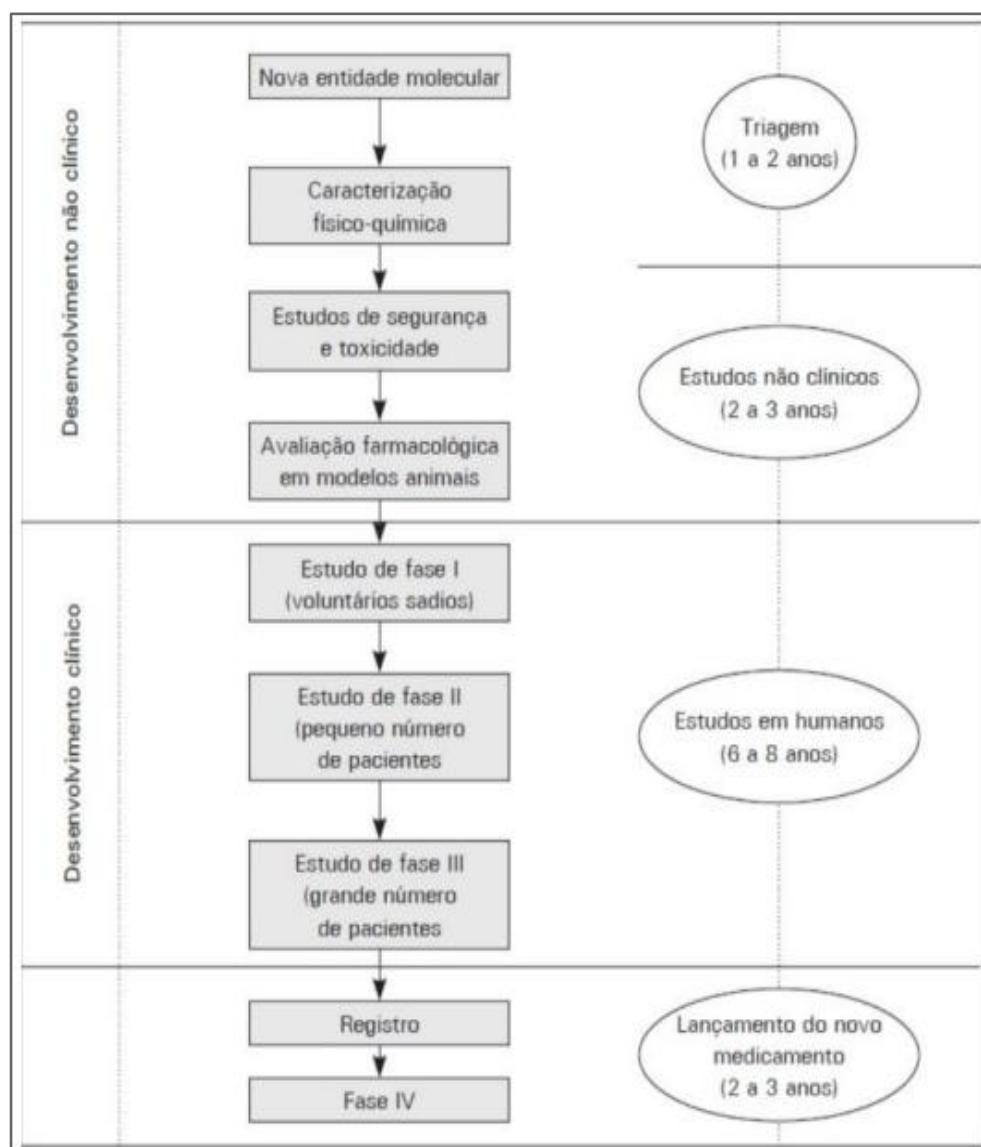 Desenvolvimento não clínico
Nova entidade molecular
Caracterização
físico-química
Estudos de segurança
e toxicidade
Avaliação farmacológica
em modelos animais
Triagem
(1 a 2 anos)
Estudos não clínicos
(2 a 3 anos)
Desenvolvimento clínico
Estudo de fase I
(voluntários sadios)
Estudo de fase II
(pequeno número
de pacientes
Estudo de fase III
(grande número
de pacientes
Estudos em humanos
(6 a 8 anos)
Registro
Fase IV
Lançamento do novo
medicamento
(2 a 3 anos)